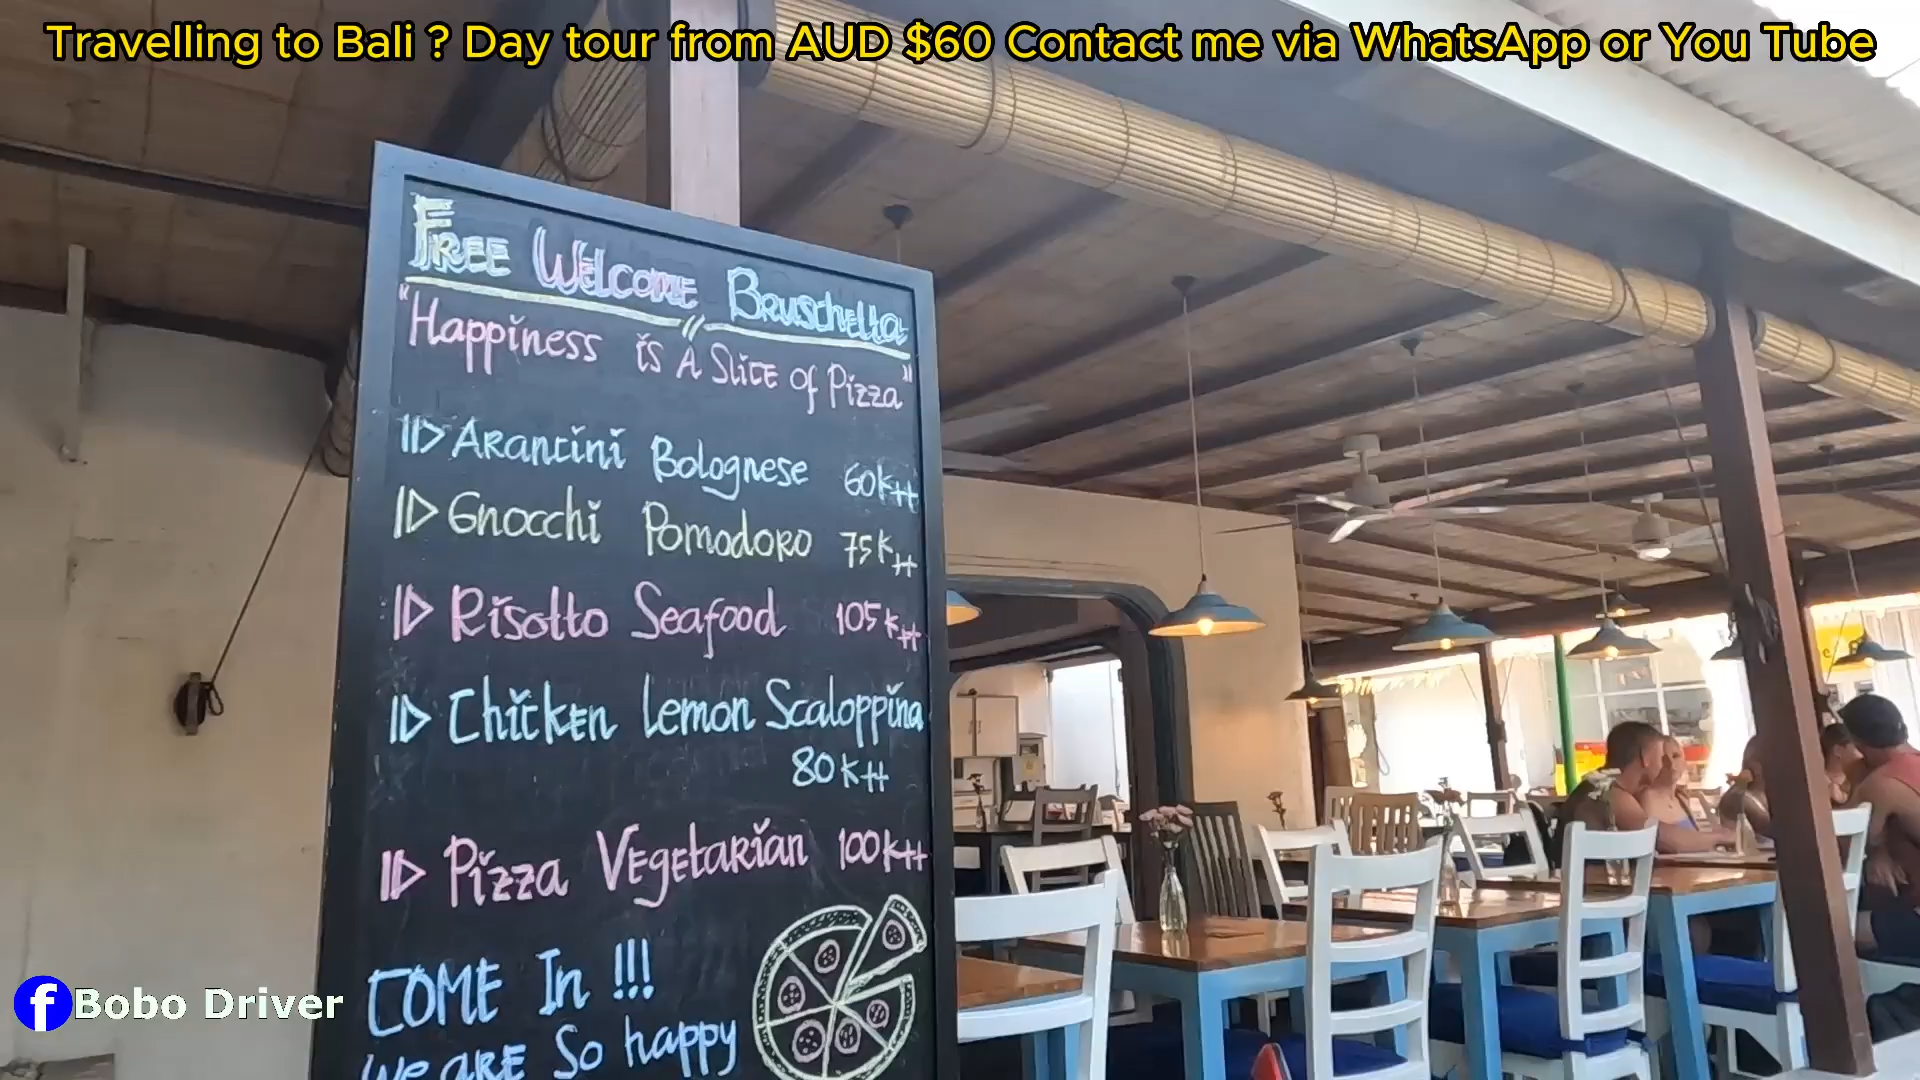 Travelling to Bali ? Day tour from AUD $60 Contact me via WhatsApp or You Tube
FREE WELCOME Bruschetta
"Happiness is A Slice of Pizza"
Arancini Bolognese 60K++
Gnocchi Pomodoro 75K++
Risotto Seafood 105K++
Chicken Lemon Scaloppina
80K++
Pizza Vegetarian 100K++
COME In !!!
We ARE So happy
f Bobo Driver